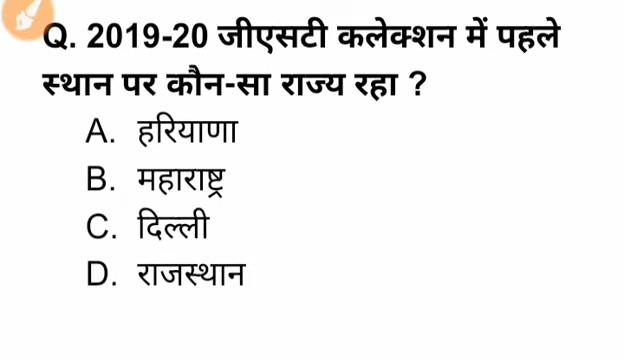 Q. 2019-20 जीएसटी कलेक्शन में पहले
स्थान पर कौन-सा राज्य रहा ?
A. हरियाणा
B. महाराष्ट्र
C. दिल्ली
D. राजस्थान